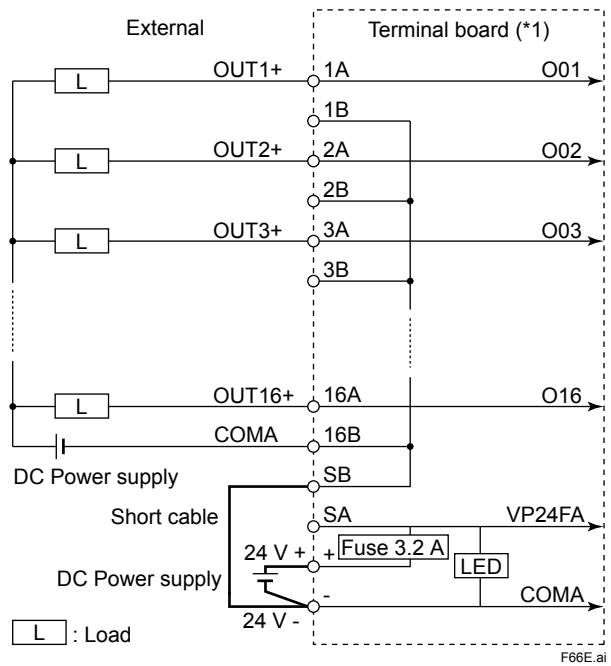 External
Terminal board (*1)
L
OUT1+
1A
O01
1B
L
OUT2+
2A
O02
2B
L
OUT3+
3A
O03
3B
L
OUT16+
16A
O16
COMA
16B
DC Power supply
SB
Short cable
SA
VP24FA
24 V +
+
Fuse 3.2 A
LED
DC Power supply
-
COMA
24 V -
L : Load
F66E.ai